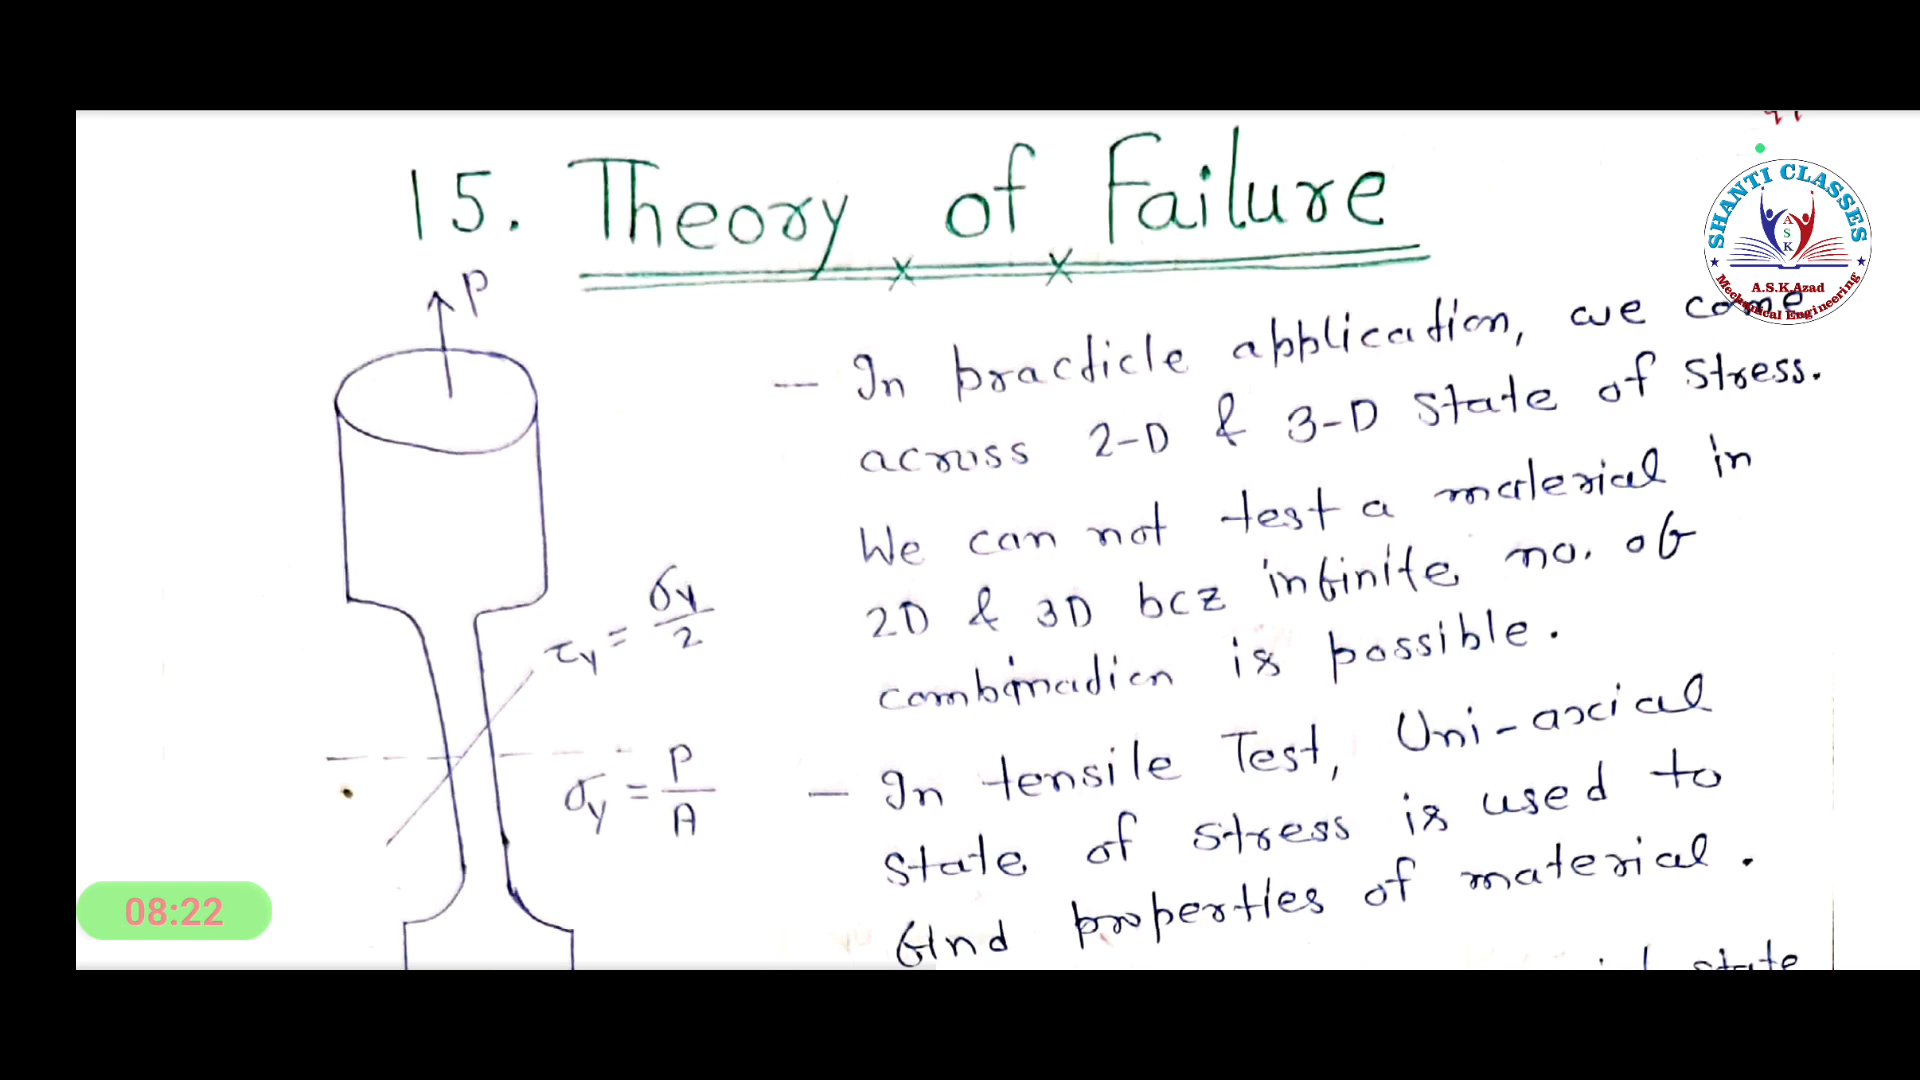 15. Theory of Failure
P
SHANTI CLASSES
A S K
A.S.K.Azad
Mechanical Engineering
— In practicle application, we come
across 2-D & 3-D state of stress.
We can not test a material in
2D & 3D bcz infinite no. of
combination is possible.
τy = σy/2
σy = P/A
— In tensile Test, Uni-axial
state of stress is used to
find properties of material.
state
08:22